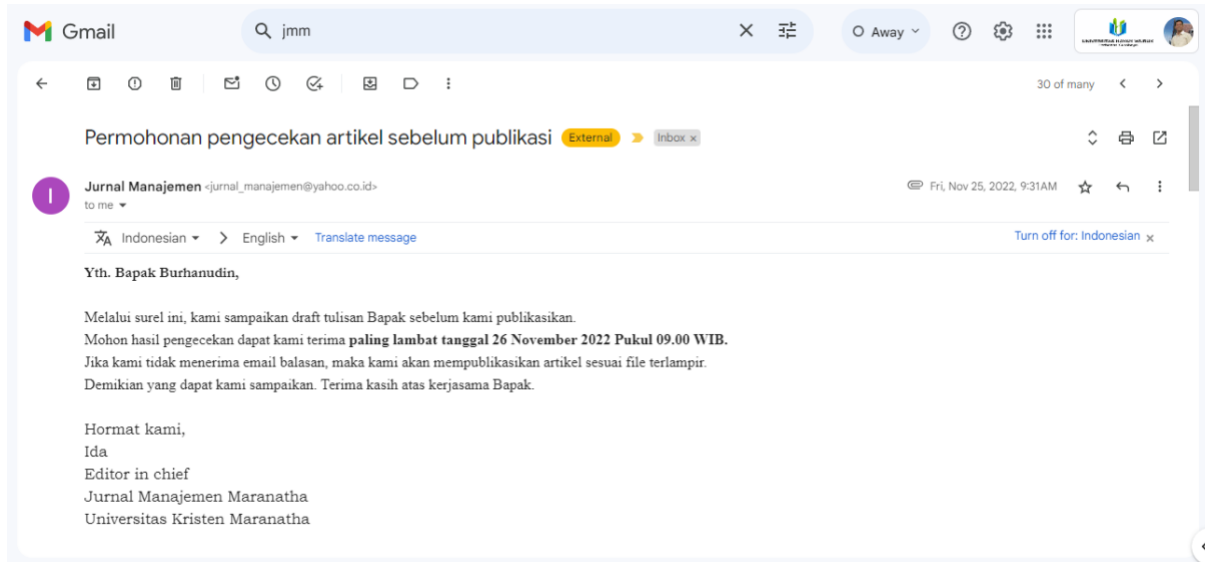 Gmail
jmm
Away
30 of many
Permohonan pengecekan artikel sebelum publikasi External Inbox x
I
Jurnal Manajemen <jurnal_manajemen@yahoo.co.id>
Fri, Nov 25, 2022, 9:31AM
to me
Indonesian > English Translate message
Turn off for: Indonesian x
Yth. Bapak Burhanudin,
Melalui surel ini, kami sampaikan draft tulisan Bapak sebelum kami publikasikan.
Mohon hasil pengecekan dapat kami terima paling lambat tanggal 26 November 2022 Pukul 09.00 WIB.
Jika kami tidak menerima email balasan, maka kami akan mempublikasikan artikel sesuai file terlampir.
Demikian yang dapat kami sampaikan. Terima kasih atas kerjasama Bapak.
Hormat kami,
Ida
Editor in chief
Jurnal Manajemen Maranatha
Universitas Kristen Maranatha